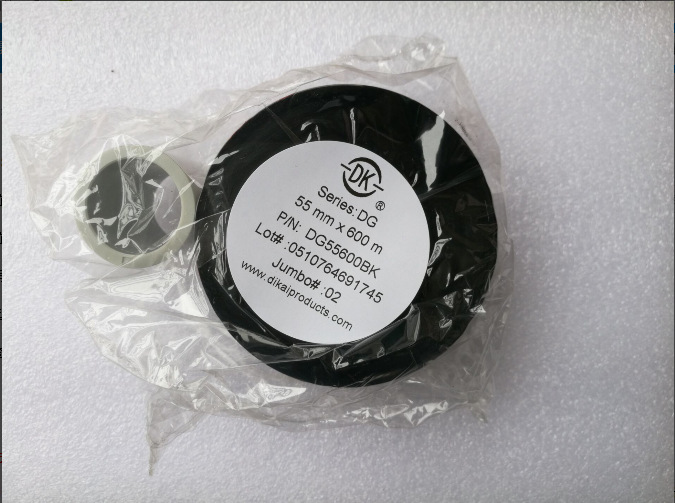 DK
®
Series:DG
55 mm x 600 m
P/N: DG55600BK
Lot# :0510764691745
Jumbo# :02
www.dikaiproducts.com